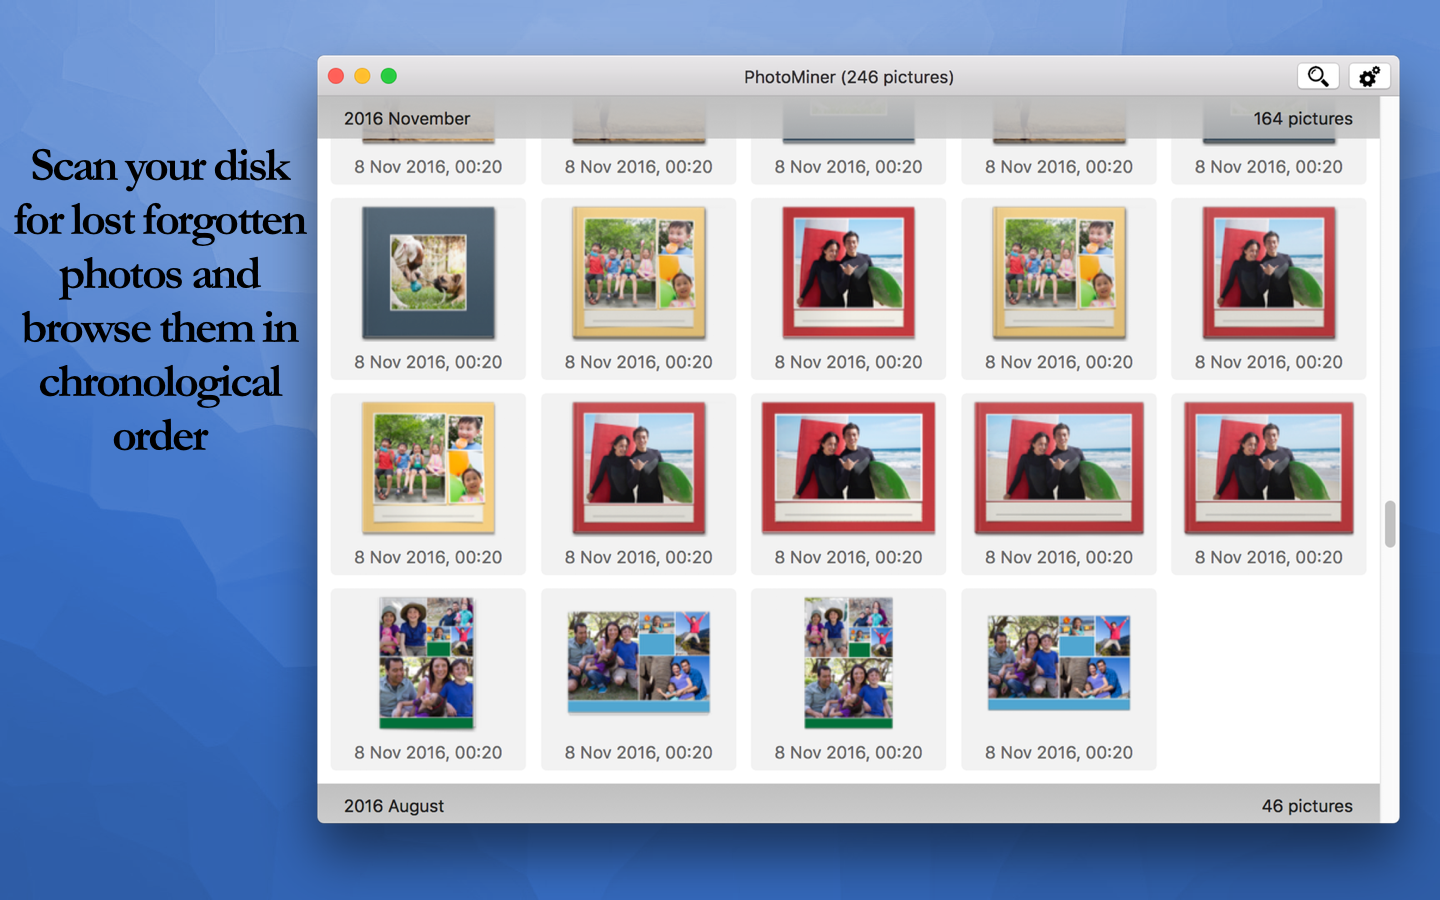 Scan your disk
for lost forgotten
photos and
browse them in
chronological
order
PhotoMiner (246 pictures)
2016 November 164 pictures
8 Nov 2016, 00:20 8 Nov 2016, 00:20 8 Nov 2016, 00:20 8 Nov 2016, 00:20 8 Nov 2016, 00:20
8 Nov 2016, 00:20 8 Nov 2016, 00:20 8 Nov 2016, 00:20 8 Nov 2016, 00:20 8 Nov 2016, 00:20
8 Nov 2016, 00:20 8 Nov 2016, 00:20 8 Nov 2016, 00:20 8 Nov 2016, 00:20 8 Nov 2016, 00:20
8 Nov 2016, 00:20 8 Nov 2016, 00:20 8 Nov 2016, 00:20 8 Nov 2016, 00:20
2016 August 46 pictures